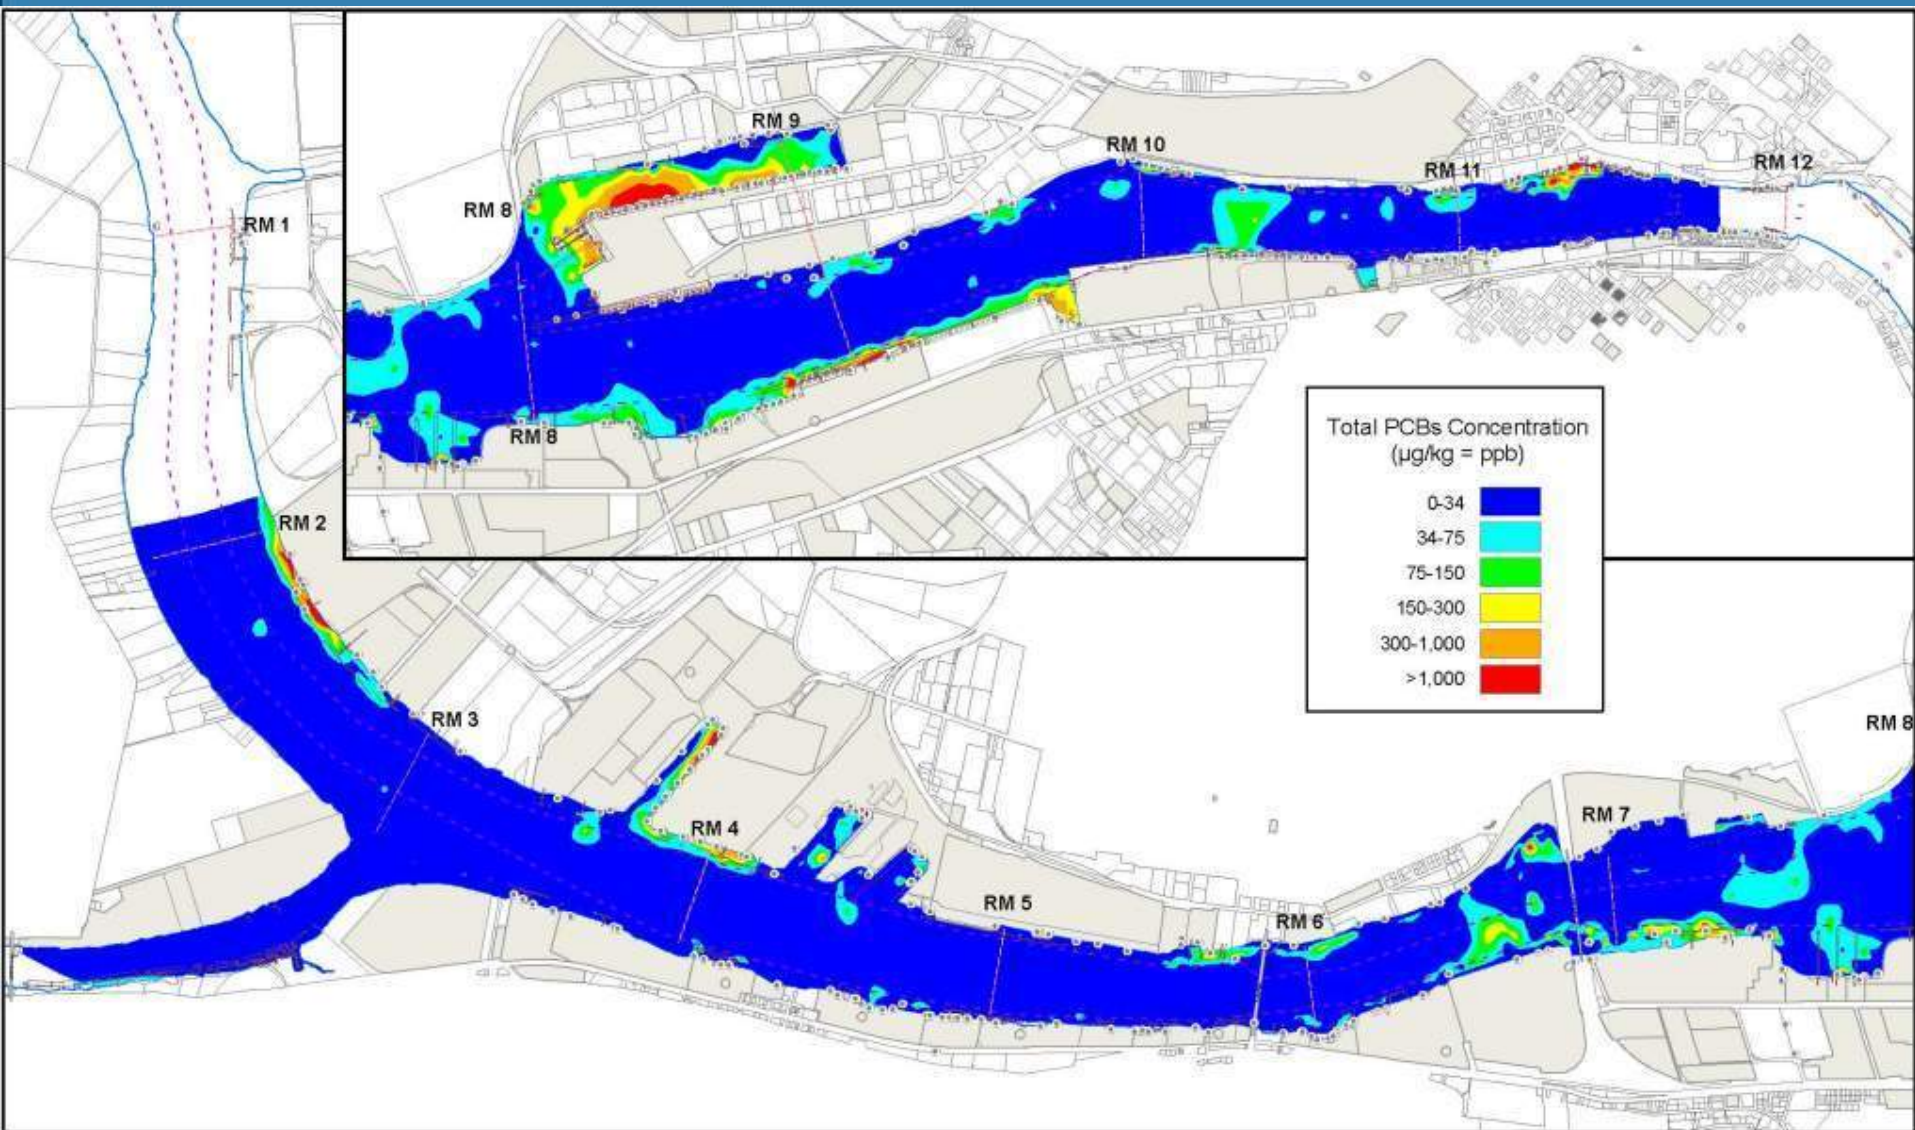 RM 9
RM 10
RM 11
RM 12
RM 8
RM 1
RM 8
RM 2
Total PCBs Concentration
(µg/kg = ppb)
0-34
34-75
75-150
150-300
300-1,000
>1,000
RM 3
RM 8
RM 4
RM 7
RM 5
RM 6